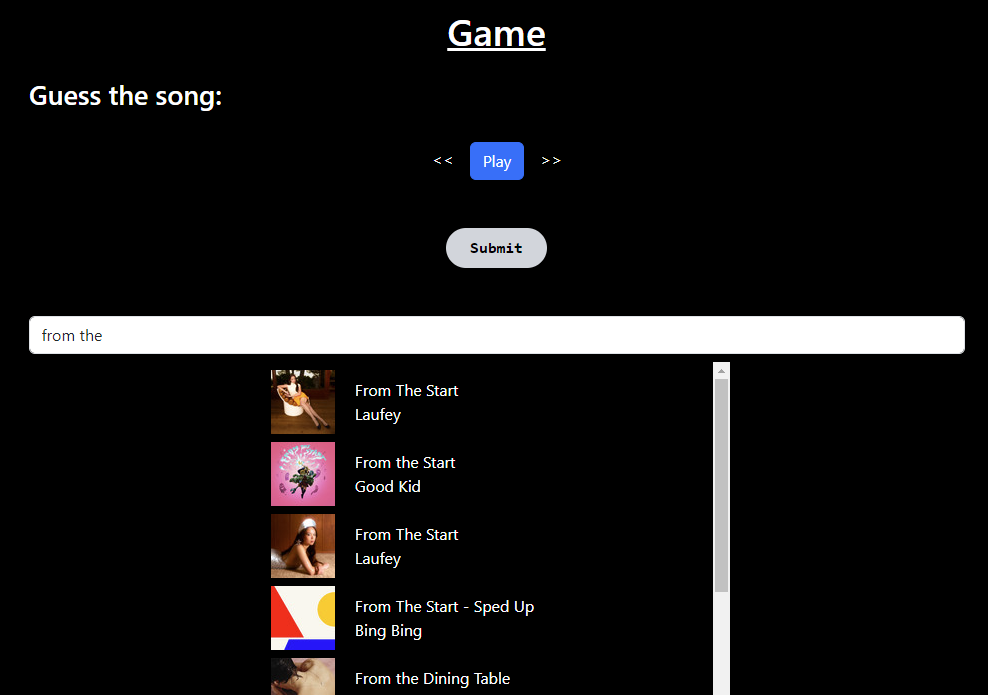 Game
Guess the song:
<< Play >>
Submit
from the
From The Start
Laufey
From the Start
Good Kid
From The Start
Laufey
From The Start - Sped Up
Bing Bing
From the Dining Table